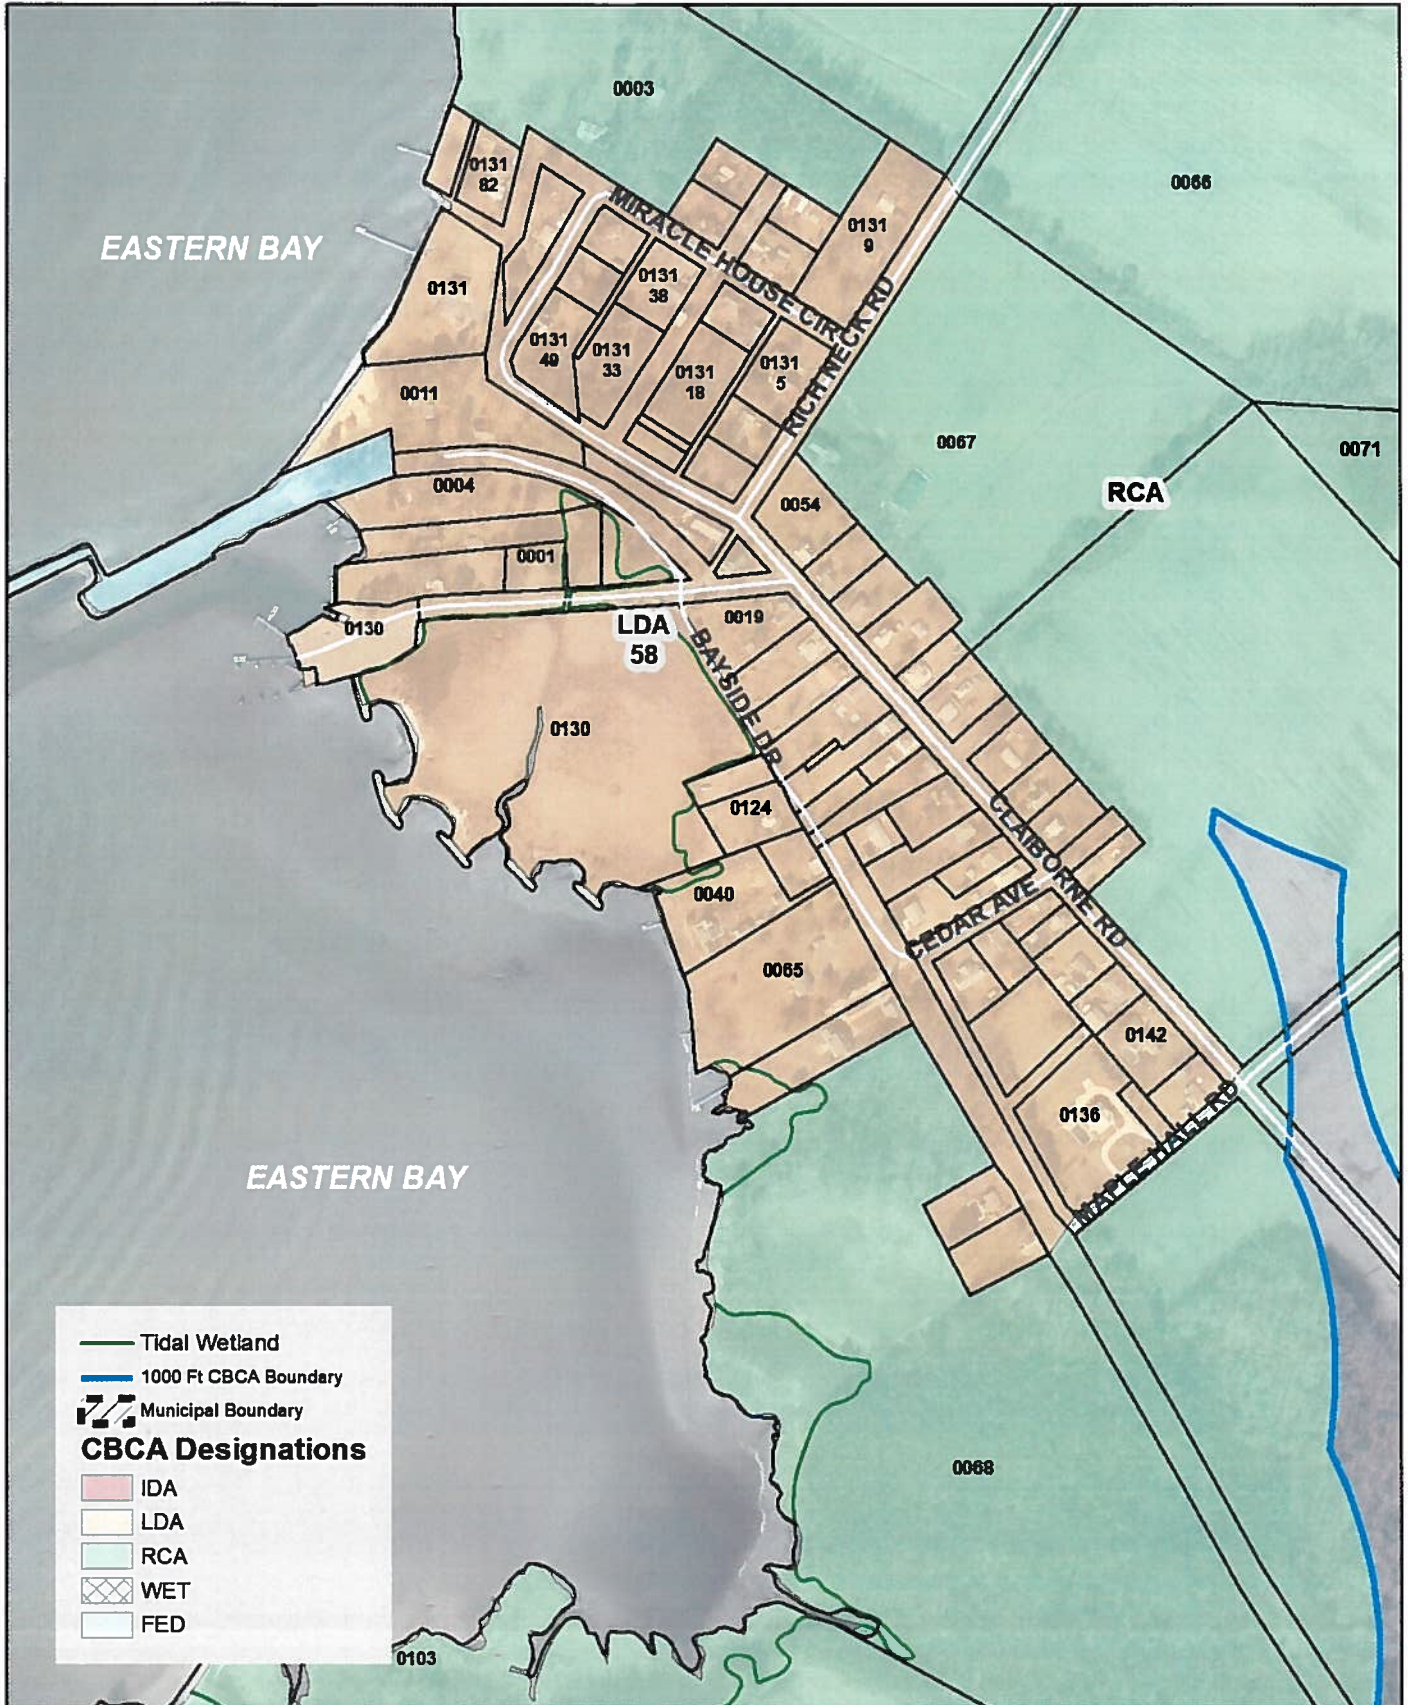 0003
0066
0131
82
MIRACLE HOUSE CIRCL
0131
9
EASTERN BAY
0131
0131
38
RICH NECK RD
0131
49
0131
33
0131
18
0131
5
0011
0067
0071
RCA
0004
0054
0001
0130
LDA
58
0019
BAYSIDE DR
0130
0124
CLAIBORNE RD
0040
CEDAR AVE
0065
0142
0136
MAPLE HALL RD
EASTERN BAY
Tidal Wetland
1000 Ft CBCA Boundary
Municipal Boundary
CBCA Designations
IDA
LDA
RCA
WET
FED
0068
0103